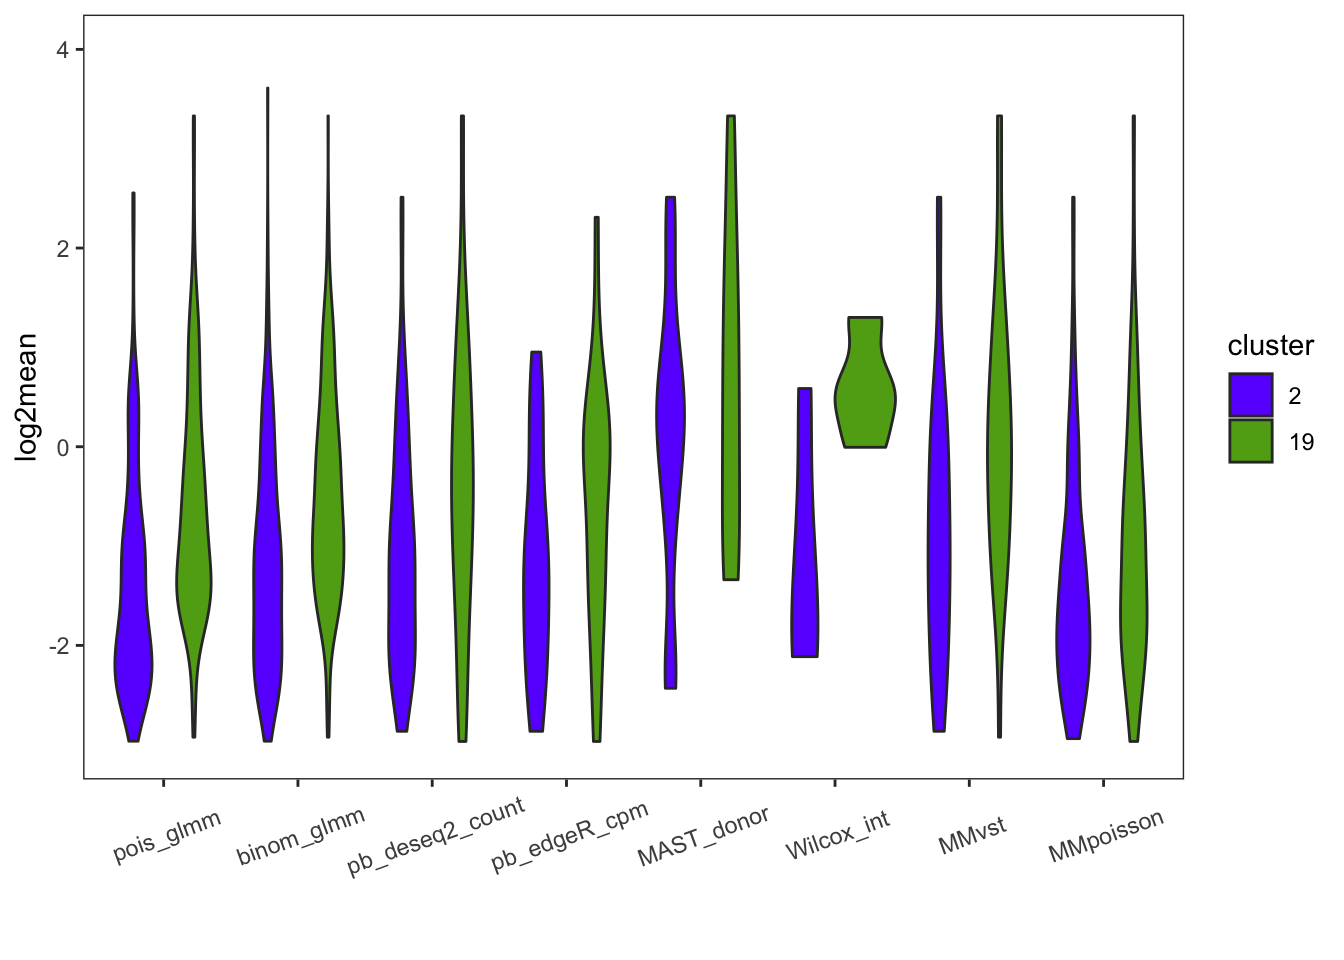 4
2
0
-2
log2mean
pois_glmm
binom_glmm
pb_deseq2_count
pb_edgeR_cpm
MAST_donor
Wilcox_int
MMvst
MMpoisson
cluster
2
19